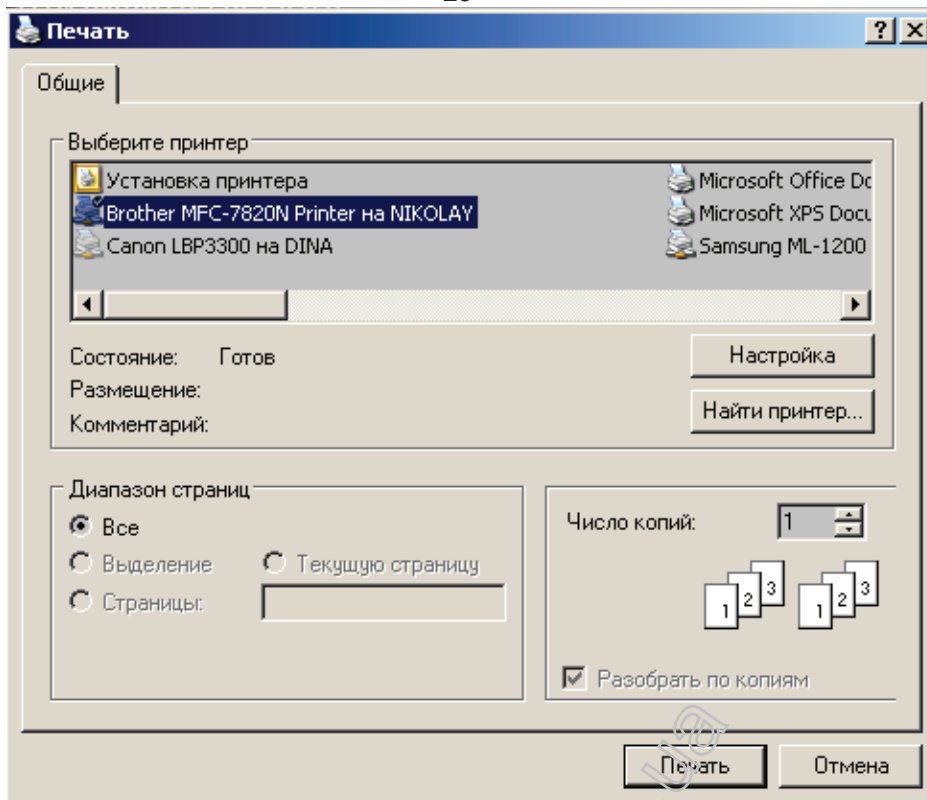 Печать
Общие
Выберите принтер
Установка принтера
Brother MFC-7820N Printer на NIKOLAY
Canon LBP3300 на DINA
Microsoft Office Dc
Microsoft XPS Docu
Samsung ML-1200
Состояние: Готов
Размещение:
Комментарий:
Настройка
Найти принтер...
Диапазон страниц
Все
Выделение
Текущую страницу
Страницы:
Число копий: 1
1 2 3 1 2 3
Разобрать по копиям
ua
Печать
Отмена